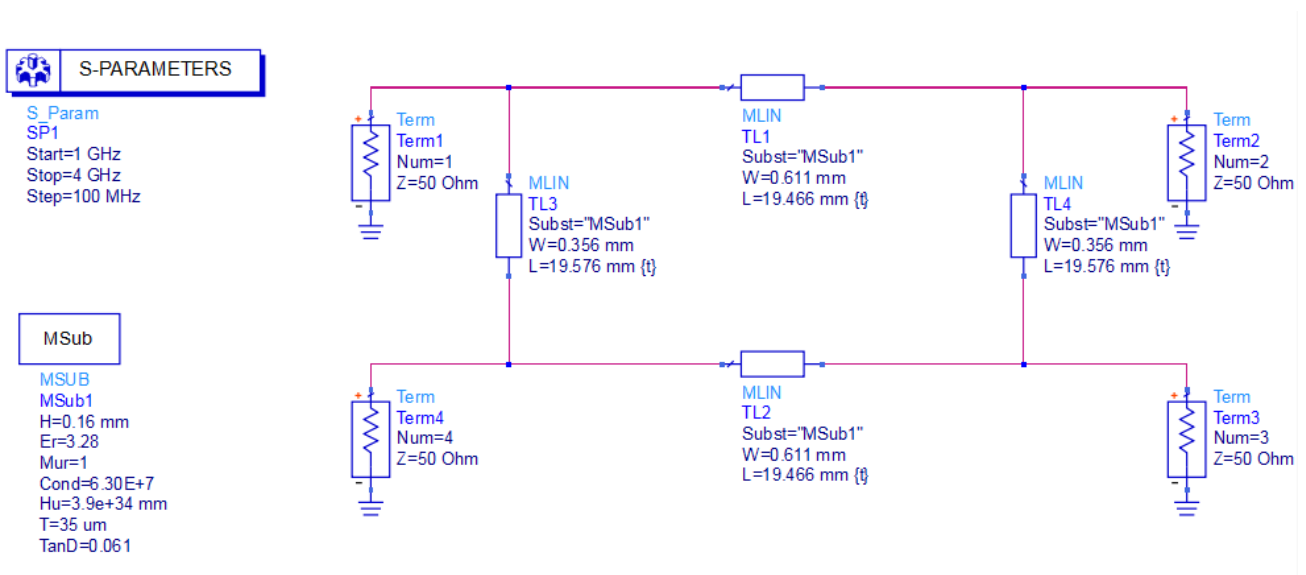 S-PARAMETERS
S_Param
SP1
Start=1 GHz
Stop=4 GHz
Step=100 MHz
+
Term
Term1
Num=1
Z=50 Ohm
-
MLIN
TL3
Subst="MSub1"
W=0.356 mm
L=19.576 mm {t}
MLIN
TL1
Subst="MSub1"
W=0.611 mm
L=19.466 mm {t}
MLIN
TL4
Subst="MSub1"
W=0.356 mm
L=19.576 mm {t}
+
Term
Term2
Num=2
Z=50 Ohm
-
MSub
MSUB
MSub1
H=0.16 mm
Er=3.28
Mur=1
Cond=6.30E+7
Hu=3.9e+34 mm
T=35 um
TanD=0.061
+
Term
Term4
Num=4
Z=50 Ohm
-
MLIN
TL2
Subst="MSub1"
W=0.611 mm
L=19.466 mm {t}
+
Term
Term3
Num=3
Z=50 Ohm
-